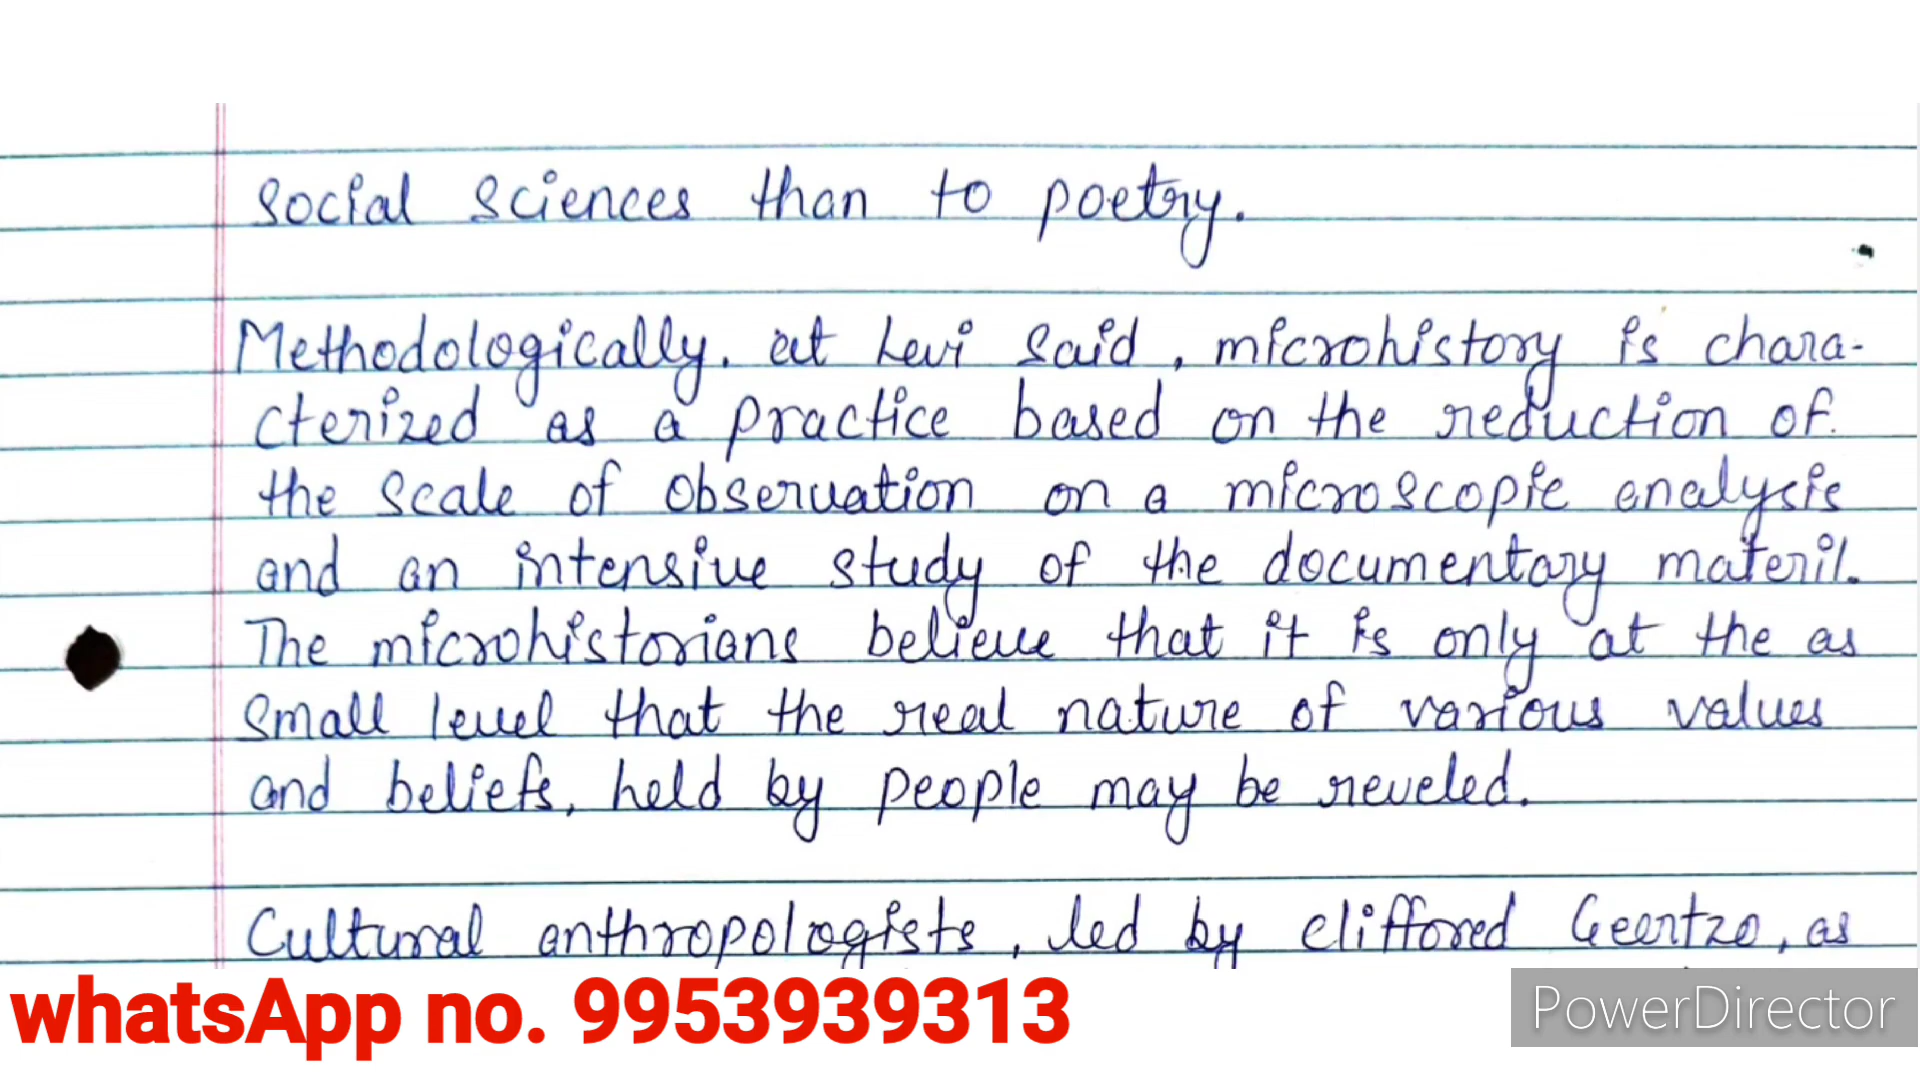 Social Sciences than to poetry.
Methodologically. at Levi Said, microhistory is chara-
cterized as a practice based on the reduction of.
the Scale of observation on a microscopic analysis
and an intensive study of the documentary materil.
The microhistorians believe that it is only at the as
Small level that the real nature of various values
and beliefs, held by people may be reveled.
Cultural anthropologists, led by cliffored Geertzo, as
whatsApp no. 9953939313
PowerDirector